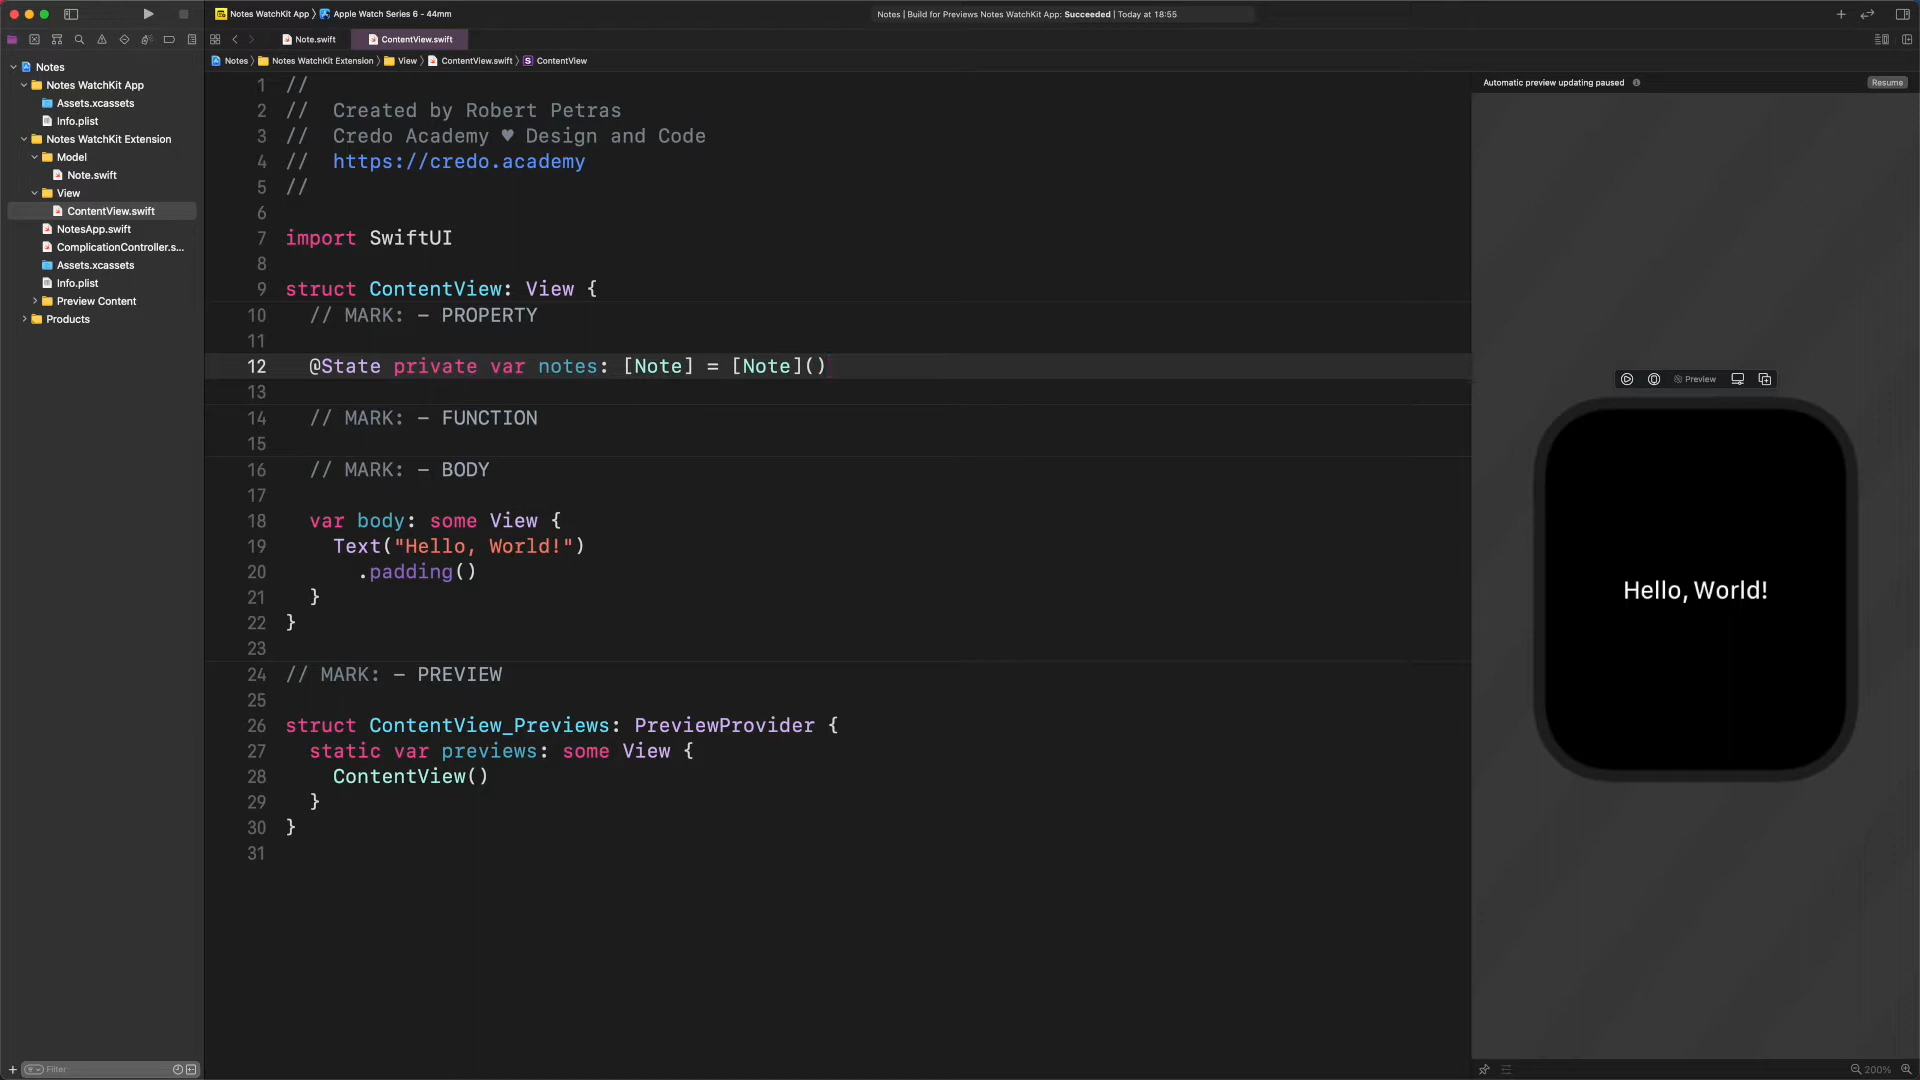 Notes WatchKit App 〉 Apple Watch Series 6 - 44mm
Notes | Build for Previews Notes WatchKit App: Succeeded | Today at 18:55
Note.swift
ContentView.swift
Notes 〉 Notes WatchKit Extension 〉 View 〉 ContentView.swift 〉 S ContentView
Notes
Notes WatchKit App
Assets.xcassets
Info.plist
Notes WatchKit Extension
Model
Note.swift
View
ContentView.swift
NotesApp.swift
ComplicationController.s...
Assets.xcassets
Info.plist
Preview Content
Products
Filter
1 //
2 //  Created by Robert Petras
3 //  Credo Academy ♥ Design and Code
4 //  https://credo.academy
5 //
6
7 import SwiftUI
8
9 struct ContentView: View {
10   // MARK: - PROPERTY
11
12   @State private var notes: [Note] = [Note]()
13
14   // MARK: - FUNCTION
15
16   // MARK: - BODY
17
18   var body: some View {
19     Text("Hello, World!")
20       .padding()
21   }
22 }
23
24 // MARK: - PREVIEW
25
26 struct ContentView_Previews: PreviewProvider {
27   static var previews: some View {
28     ContentView()
29   }
30 }
31
Automatic preview updating paused
Resume
Preview
Hello, World!
200%